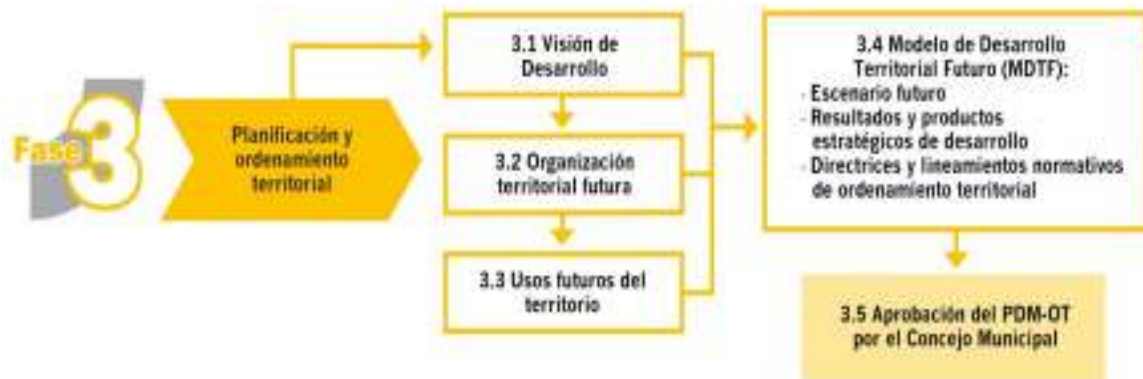 Fase 3
Planificación y
ordenamiento
territorial
3.1 Visión de
Desarrollo
3.2 Organización
territorial futura
3.3 Usos futuros del
territorio
3.4 Modelo de Desarrollo
Territorial Futuro (MDTF):
· Escenario futuro
· Resultados y productos
estratégicos de desarrollo
· Directrices y lineamientos normativos
de ordenamiento territorial
3.5 Aprobación del PDM-OT
por el Concejo Municipal